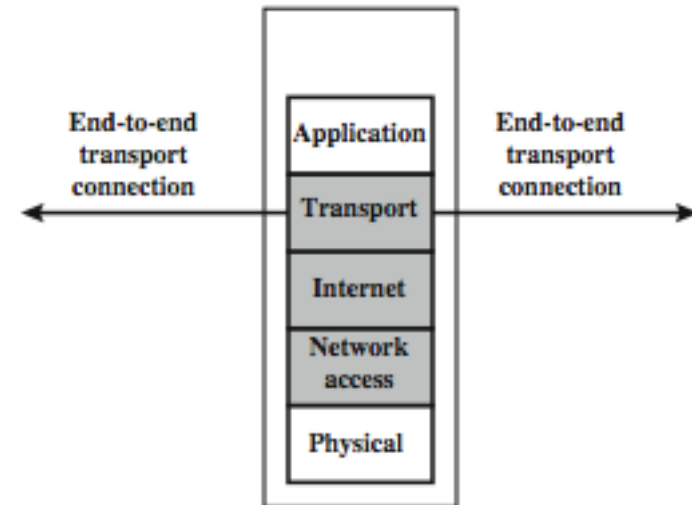 End-to-end
transport
connection
Application
Transport
Internet
Network
access
Physical
End-to-end
transport
connection